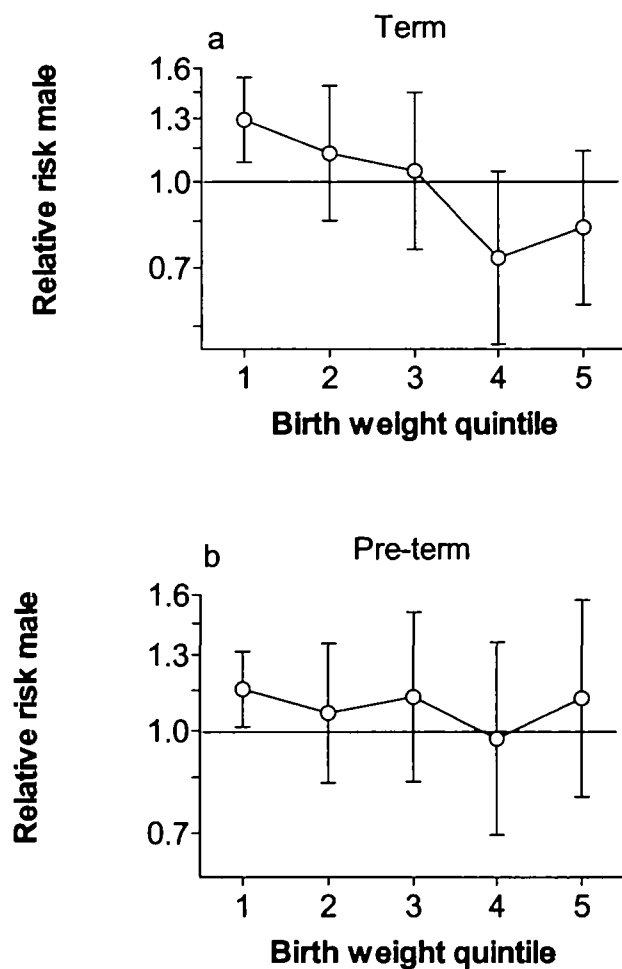 a
Term
Relative risk male
1.6
1.3
1.0
0.7
1 2 3 4 5
Birth weight quintile
b
Pre-term
Relative risk male
1.6
1.3
1.0
0.7
1 2 3 4 5
Birth weight quintile